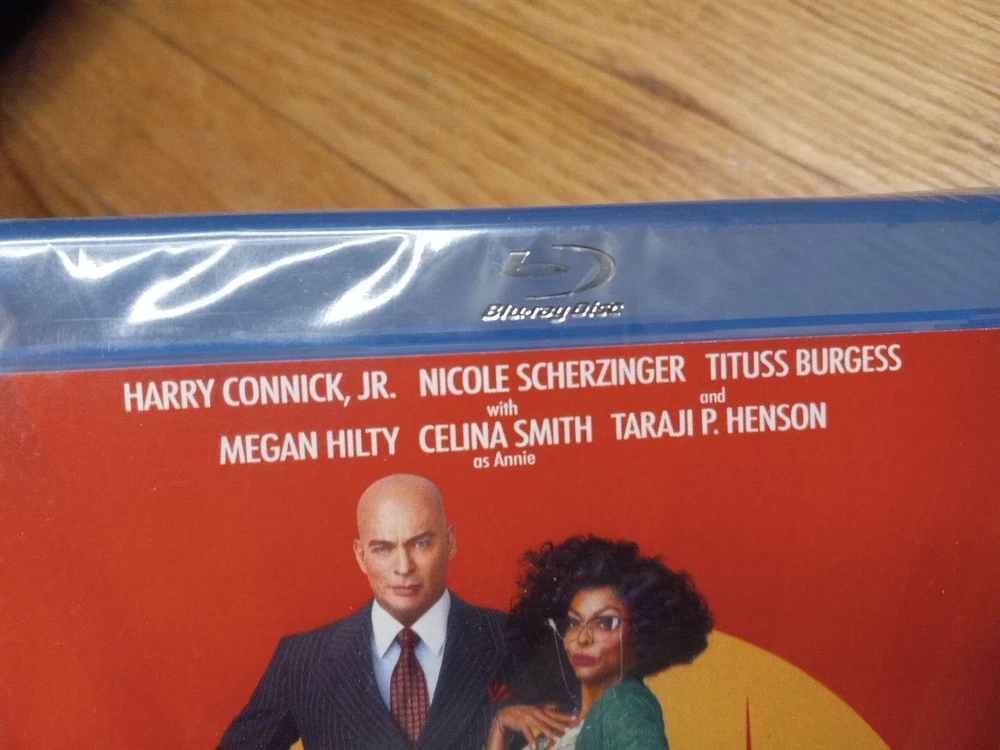 Blu-ray Disc
HARRY CONNICK, JR. NICOLE SCHERZINGER TITUSS BURGESS
with and
MEGAN HILTY CELINA SMITH TARAJI P. HENSON
as Annie